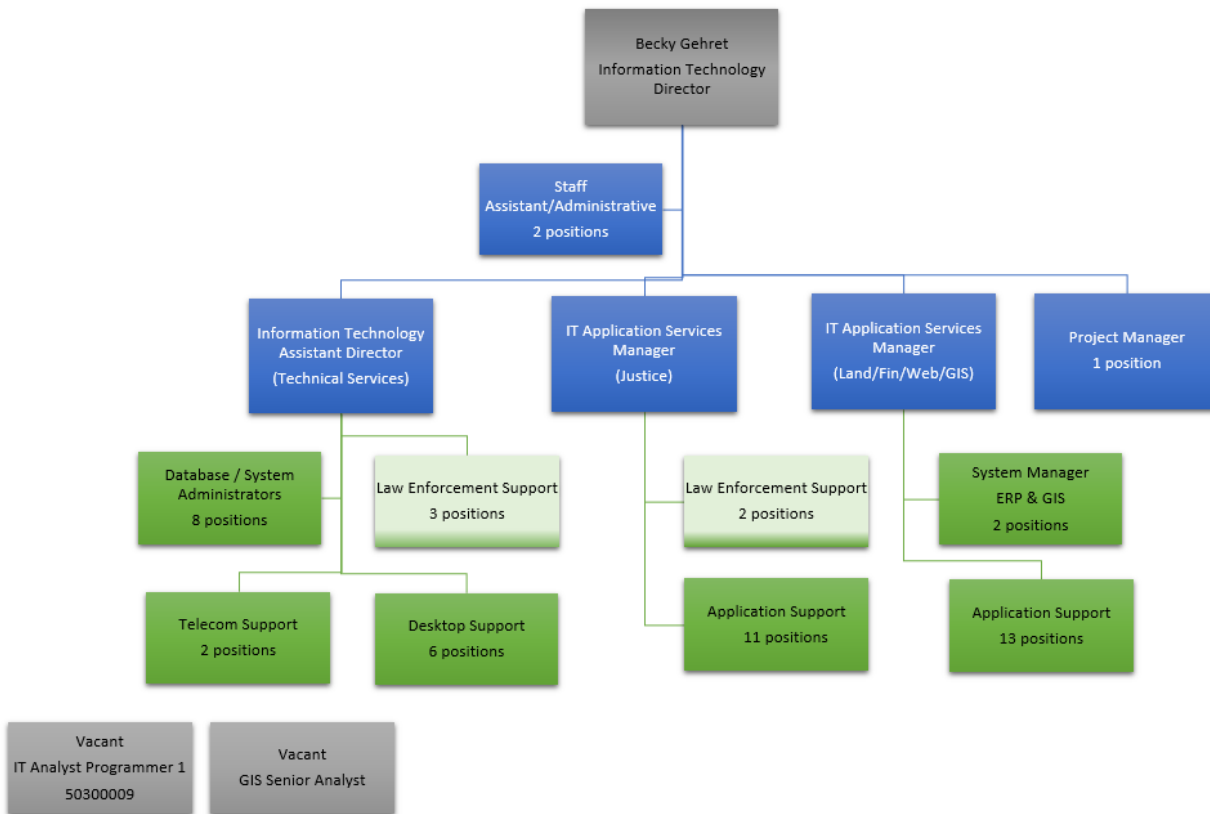 Becky Gehret
Information Technology
Director
Staff
Assistant/Administrative
2 positions
Information Technology
Assistant Director
(Technical Services)
IT Application Services
Manager
(Justice)
IT Application Services
Manager
(Land/Fin/Web/GIS)
Project Manager
1 position
Database / System
Administrators
8 positions
Law Enforcement Support
3 positions
Law Enforcement Support
2 positions
System Manager
ERP & GIS
2 positions
Telecom Support
2 positions
Desktop Support
6 positions
Application Support
11 positions
Application Support
13 positions
Vacant
IT Analyst Programmer 1
50300009
Vacant
GIS Senior Analyst